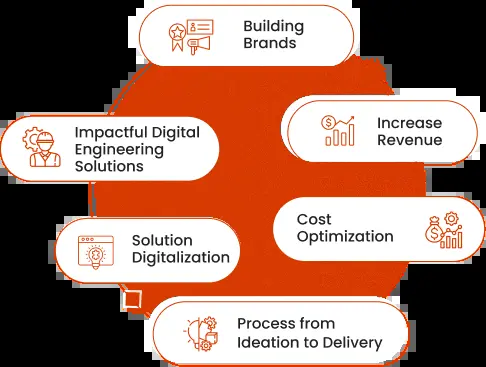 Building
Brands
Increase
Revenue
Impactful Digital
Engineering
Solutions
Cost
Optimization
Solution
Digitalization
Process from
Ideation to Delivery